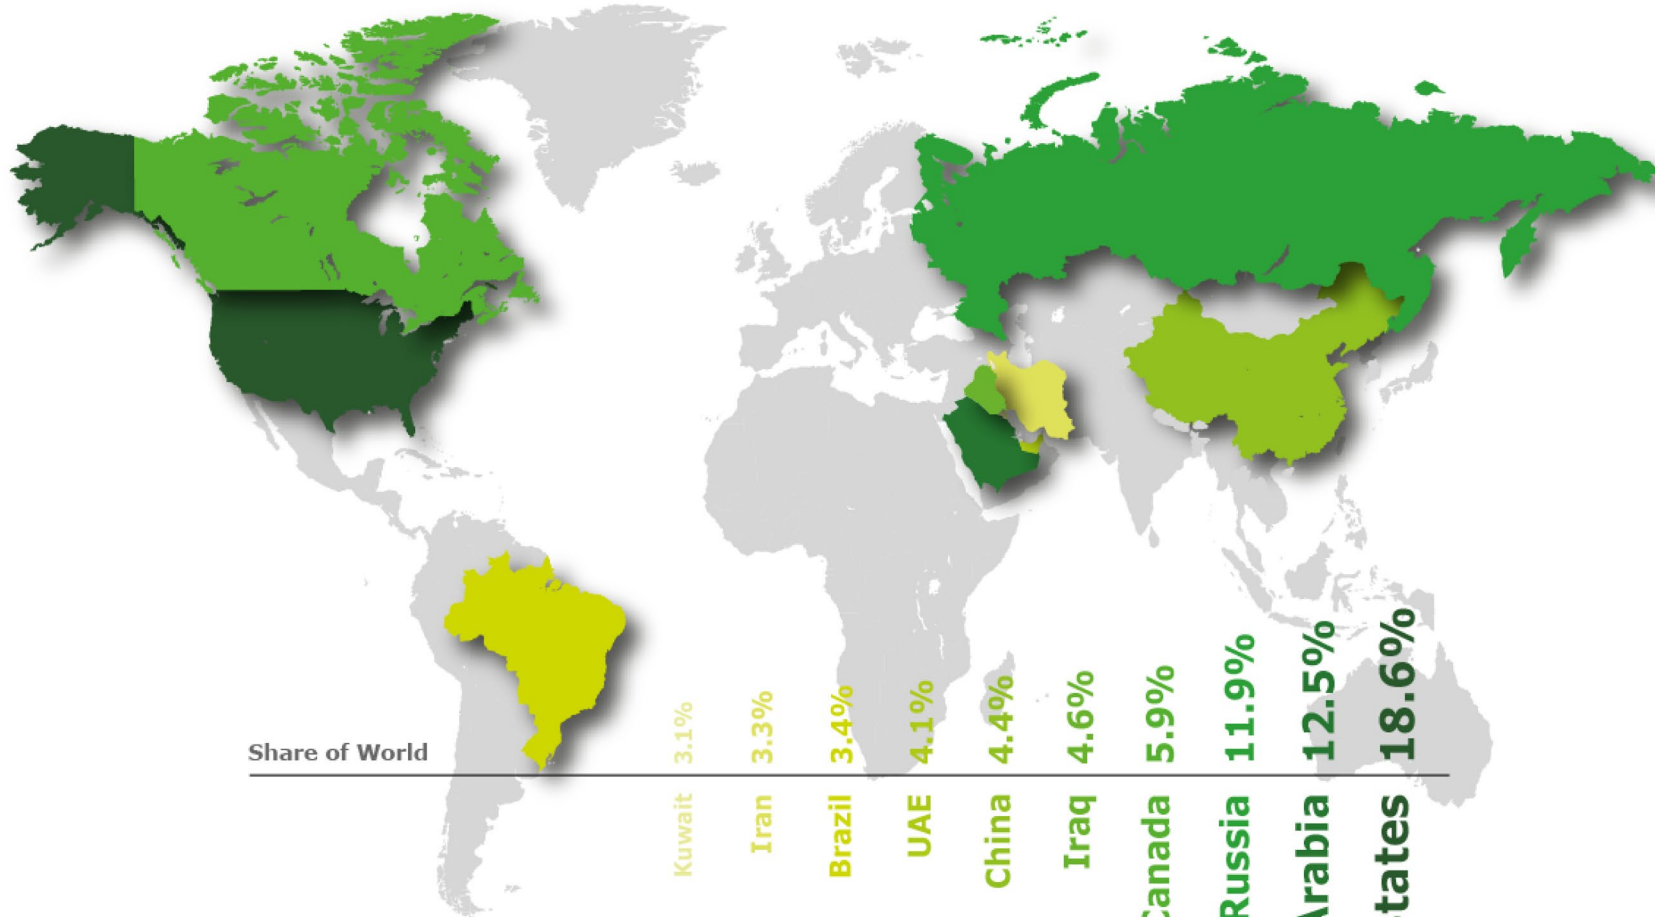 Share of World
3.1%
3.3%
3.4%
4.1%
4.4%
4.6%
5.9%
11.9%
12.5%
18.6%
Kuwait
Iran
Brazil
UAE
China
Iraq
Canada
Russia
Arabia
tates